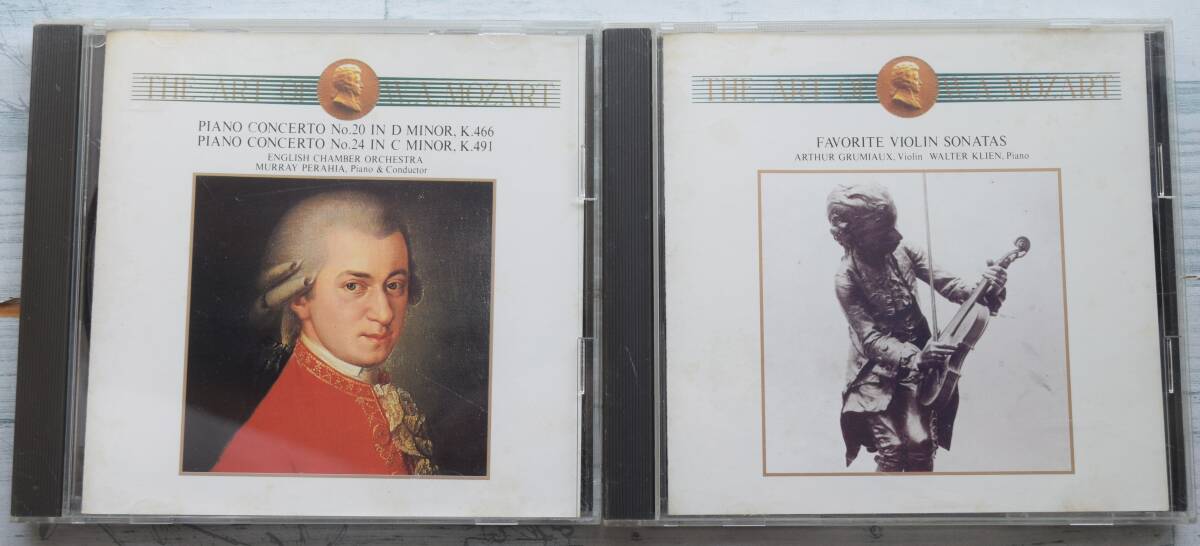 THE ART OF W.A.MOZART
PIANO CONCERTO No.20 IN D MINOR, K.466
PIANO CONCERTO No.24 IN C MINOR, K.491
ENGLISH CHAMBER ORCHESTRA
MURRAY PERAHIA, Piano & Conductor
THE ART OF W.A.MOZART
FAVORITE VIOLIN SONATAS
ARTHUR GRUMIAUX, Violin WALTER KLIEN, Piano